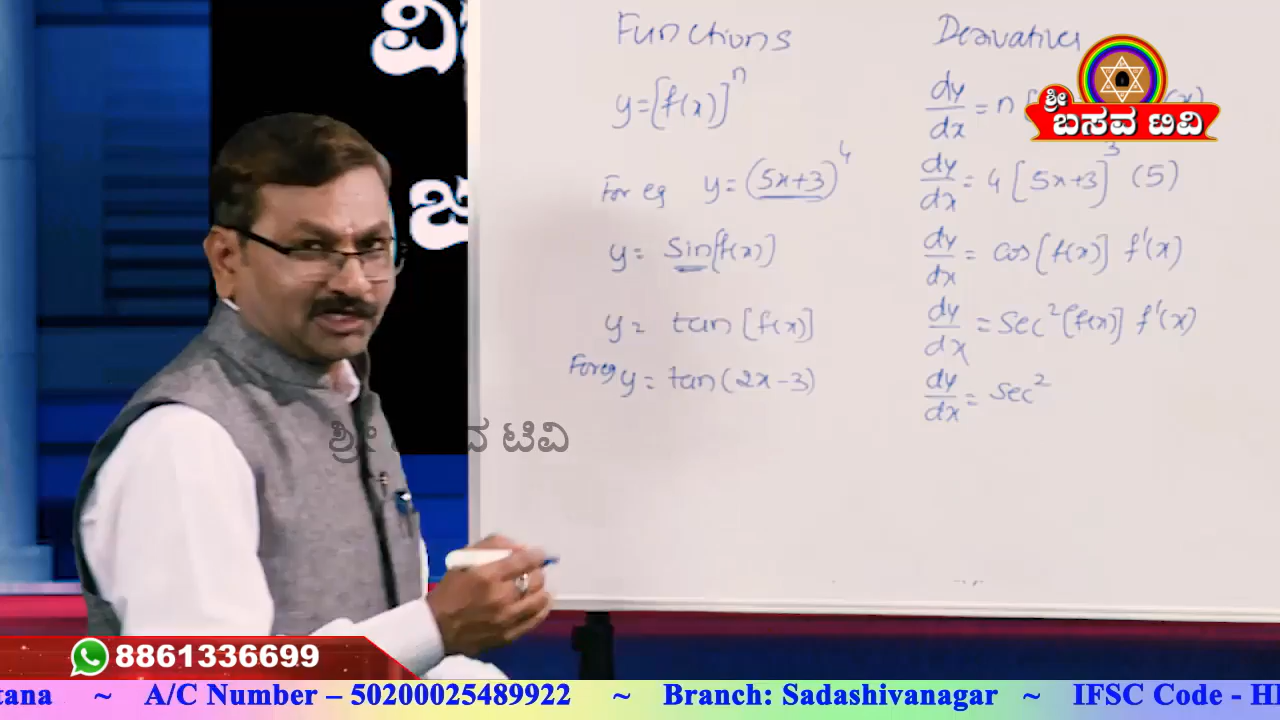 Functions Derivatives
y=[f(x)]^n dy/dx = n [ (x)
For eg y=(5x+3)^4 dy/dx = 4 [5x+3]^3 (5)
y= Sin[f(x)] dy/dx = cos[f(x)] f'(x)
y= tan [f(x)] dy/dx = Sec^2 [f(x)] f'(x)
For eg y= tan(2x-3) dy/dx = Sec^2
ಶ್ರೀ
ಬಸವ ಟಿವಿ
ಶ್ರೀ ವ ಟಿವಿ
8861336699
tana ~ A/C Number – 50200025489922 ~ Branch: Sadashivanagar ~ IFSC Code - H